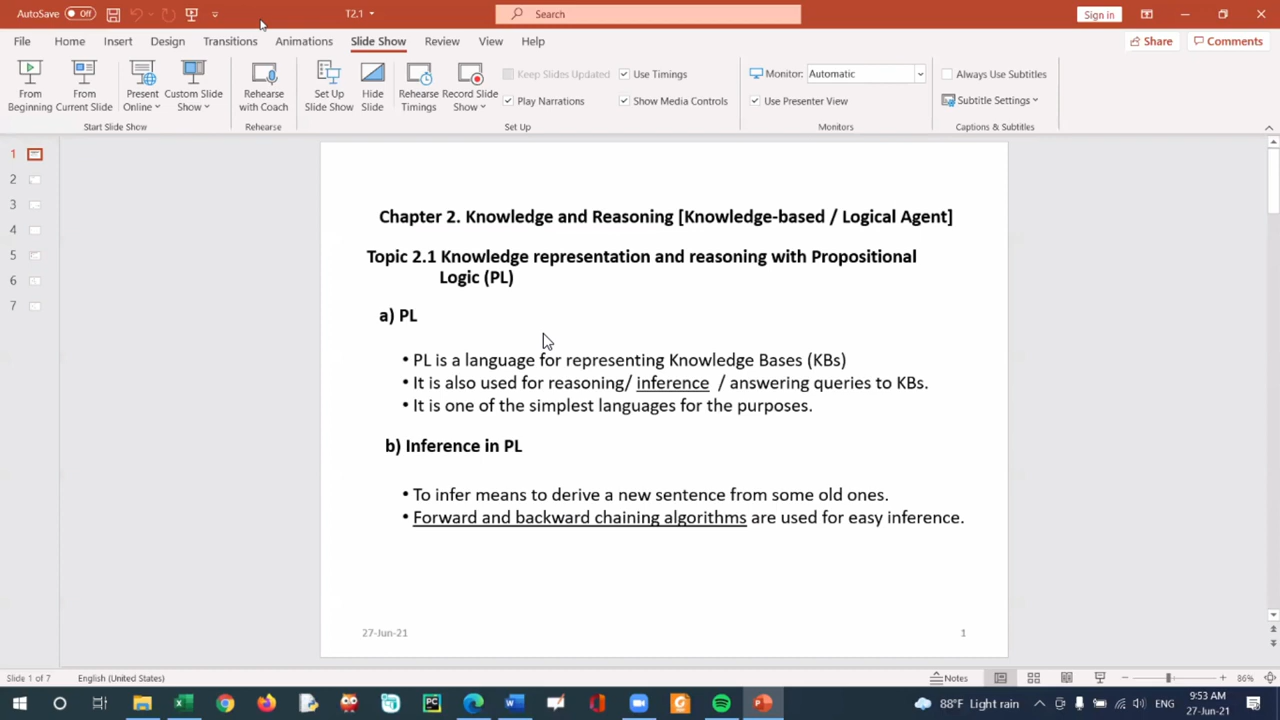 AutoSave Off T2.1 Search Sign in
File Home Insert Design Transitions Animations Slide Show Review View Help Share Comments
From Beginning
From Current Slide
Present Online
Custom Slide Show
Start Slide Show
Rehearse with Coach
Rehearse
Set Up Slide Show
Hide Slide
Rehearse Timings
Record Slide Show
Keep Slides Updated
Play Narrations
Use Timings
Show Media Controls
Set Up
Monitor: Automatic
Use Presenter View
Monitors
Always Use Subtitles
Subtitle Settings
Captions & Subtitles
1
2
3
4
5
6
7
Chapter 2. Knowledge and Reasoning [Knowledge-based / Logical Agent]
Topic 2.1 Knowledge representation and reasoning with Propositional
Logic (PL)
a) PL
• PL is a language for representing Knowledge Bases (KBs)
• It is also used for reasoning/ inference / answering queries to KBs.
• It is one of the simplest languages for the purposes.
b) Inference in PL
• To infer means to derive a new sentence from some old ones.
• Forward and backward chaining algorithms are used for easy inference.
27-Jun-21 1
Slide 1 of 7 English (United States) Notes 86%
PC
88°F Light rain ENG 9:53 AM
27-Jun-21